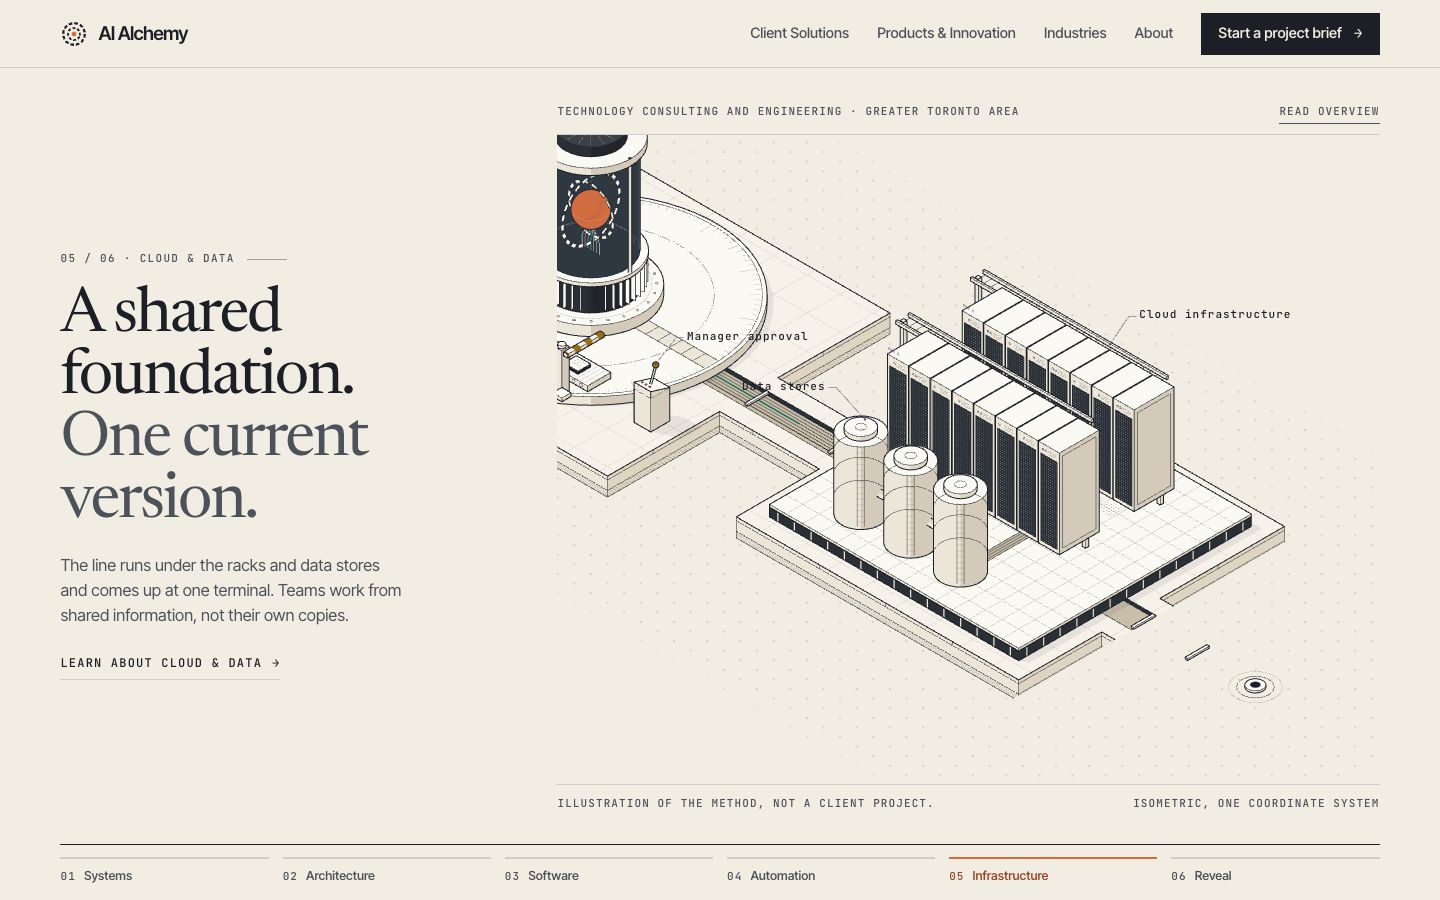 AI Alchemy
Client Solutions
Products & Innovation
Industries
About
Start a project brief →
TECHNOLOGY CONSULTING AND ENGINEERING · GREATER TORONTO AREA
READ OVERVIEW
05 / 06 · CLOUD & DATA
A shared
foundation.
One current
version.
The line runs under the racks and data stores
and comes up at one terminal. Teams work from
shared information, not their own copies.
LEARN ABOUT CLOUD & DATA →
Manager approval
Data stores
Cloud infrastructure
ILLUSTRATION OF THE METHOD, NOT A CLIENT PROJECT.
ISOMETRIC, ONE COORDINATE SYSTEM
01 Systems
02 Architecture
03 Software
04 Automation
05 Infrastructure
06 Reveal